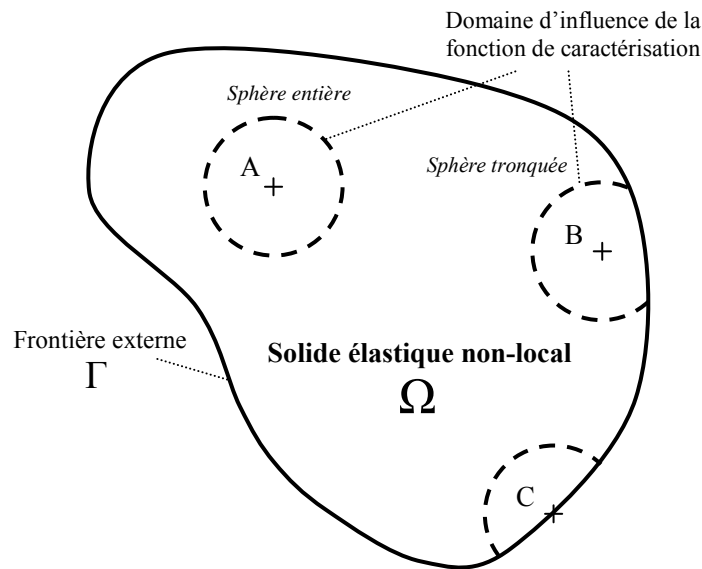 Domaine d’influence de la
fonction de caractérisation
Sphère entière
A
Sphère tronquée
B
Frontière externe
Γ
Solide élastique non-local
Ω
C